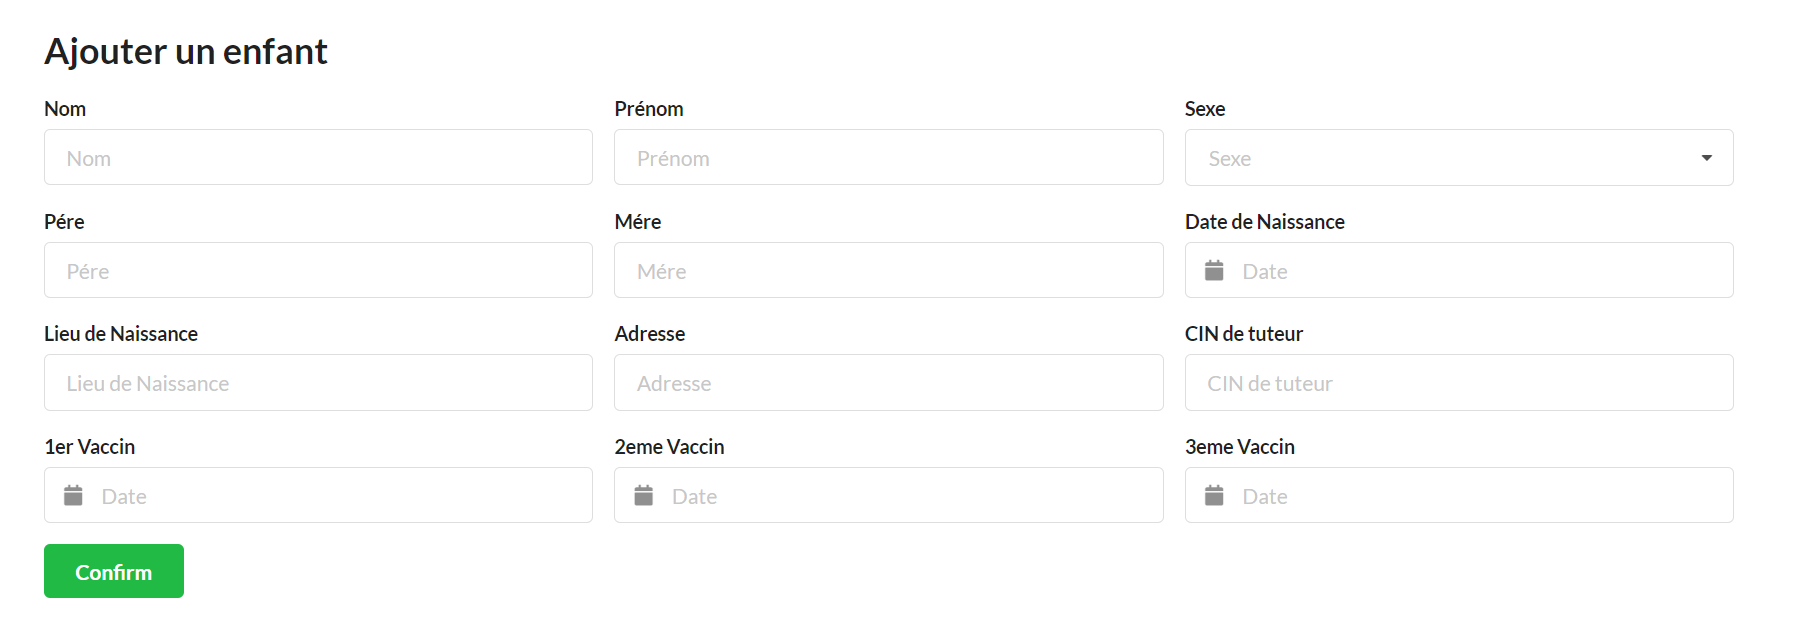 Ajouter un enfant
Nom Prénom Sexe
Nom Prénom Sexe
Pére Mére Date de Naissance
Pére Mére Date
Lieu de Naissance Adresse CIN de tuteur
Lieu de Naissance Adresse CIN de tuteur
1er Vaccin 2eme Vaccin 3eme Vaccin
Date Date Date
Confirm